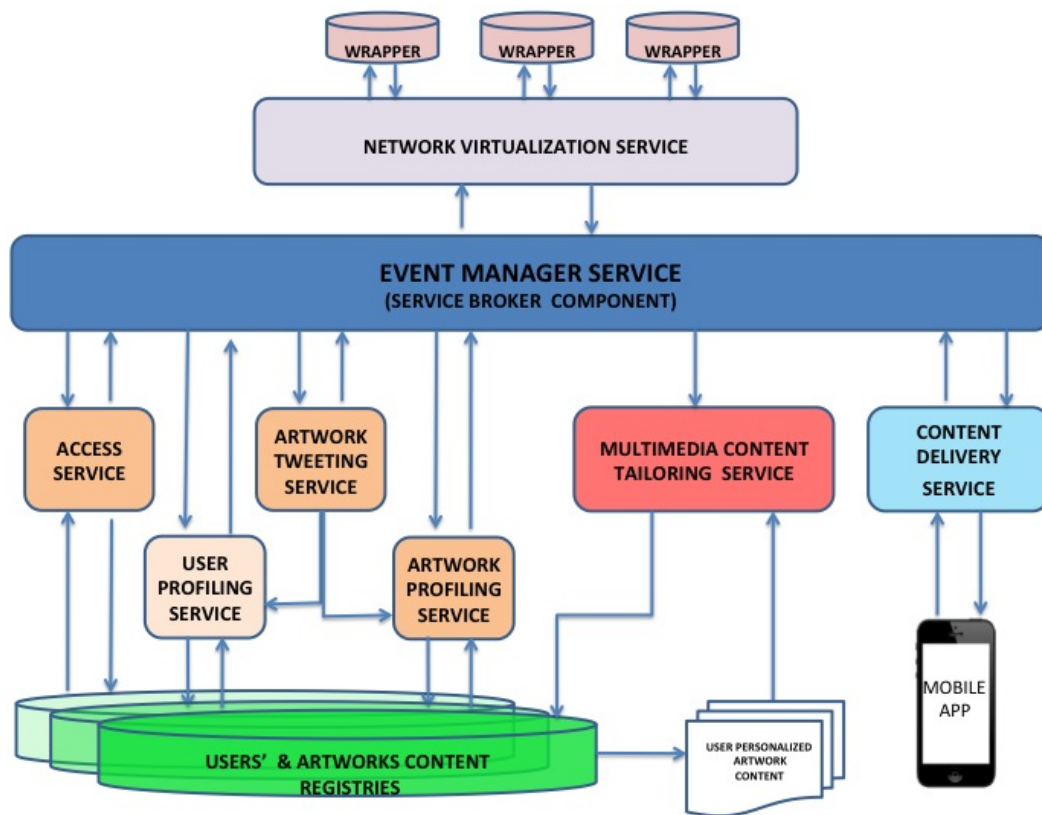 WRAPPER
WRAPPER
WRAPPER
NETWORK VIRTUALIZATION SERVICE
EVENT MANAGER SERVICE
(SERVICE BROKER COMPONENT)
ACCESS
SERVICE
ARTWORK
TWEETING
SERVICE
MULTIMEDIA CONTENT
TAILORING SERVICE
CONTENT
DELIVERY
SERVICE
USER
PROFILING
SERVICE
ARTWORK
PROFILING
SERVICE
MOBILE
APP
USERS’ & ARTWORKS CONTENT
REGISTRIES
USER PERSONALIZED
ARTWORK
CONTENT